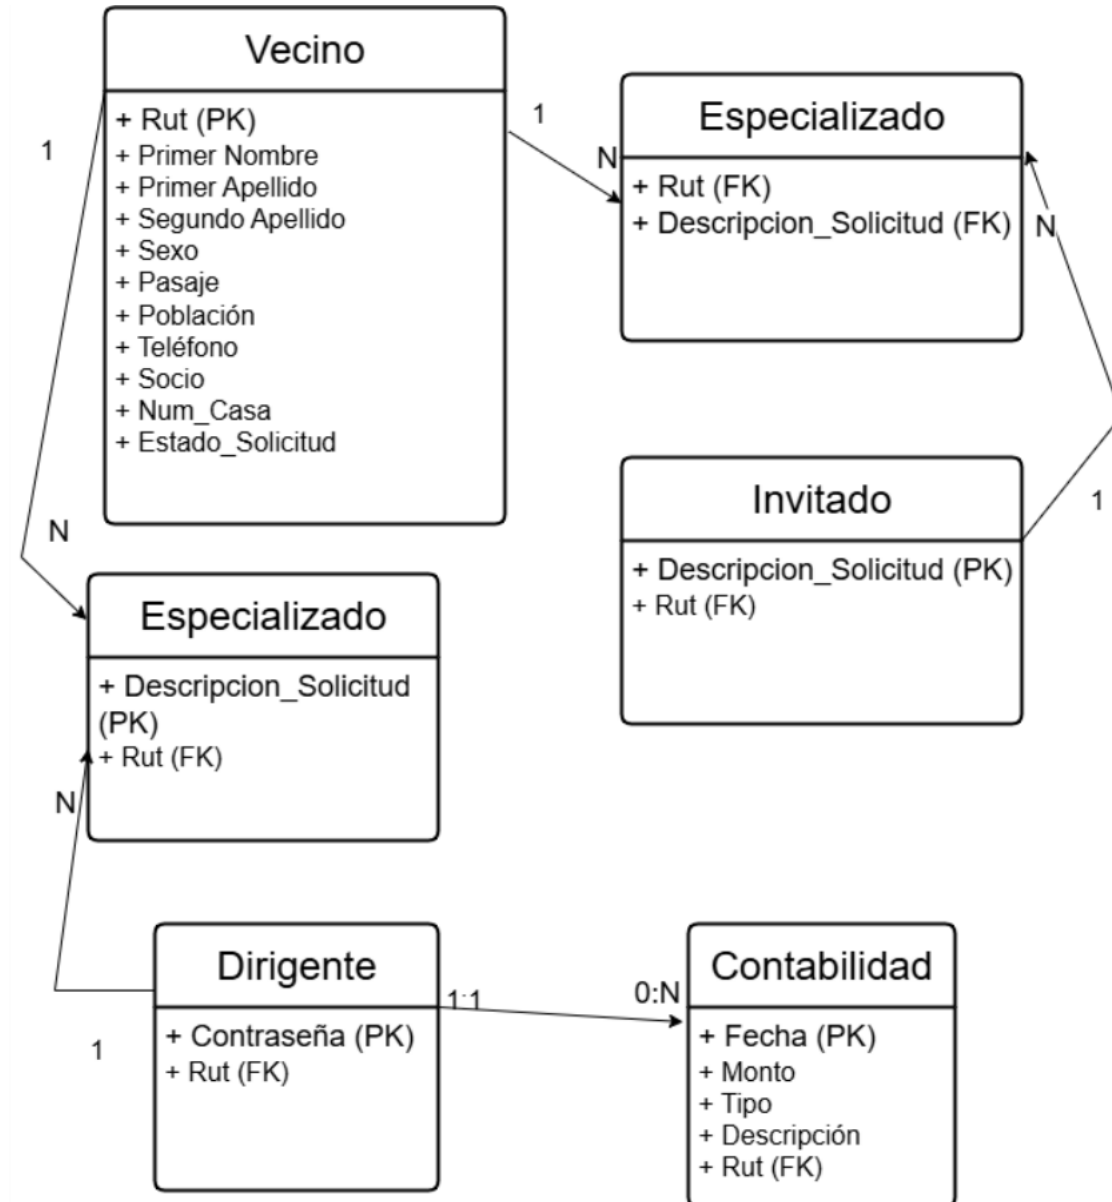 Vecino
+ Rut (PK)
+ Primer Nombre
+ Primer Apellido
+ Segundo Apellido
+ Sexo
+ Pasaje
+ Población
+ Teléfono
+ Socio
+ Num_Casa
+ Estado_Solicitud
1
N
1
N
Especializado
+ Rut (FK)
+ Descripcion_Solicitud (FK)
N
1
Invitado
+ Descripcion_Solicitud (PK)
+ Rut (FK)
Especializado
+ Descripcion_Solicitud
(PK)
+ Rut (FK)
N
1
Dirigente
+ Contraseña (PK)
+ Rut (FK)
1:1
0:N
Contabilidad
+ Fecha (PK)
+ Monto
+ Tipo
+ Descripción
+ Rut (FK)